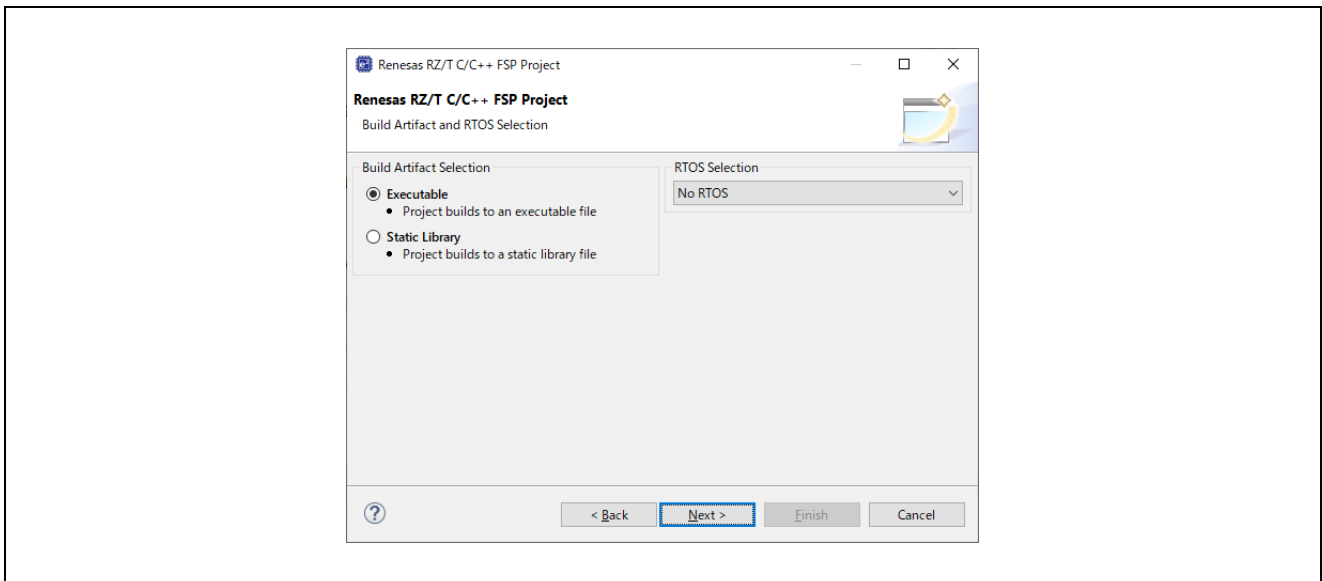 Renesas RZ/T C/C++ FSP Project
Renesas RZ/T C/C++ FSP Project
Build Artifact and RTOS Selection
Build Artifact Selection
Executable
• Project builds to an executable file
Static Library
• Project builds to a static library file
RTOS Selection
No RTOS
?
< Back
Next >
Finish
Cancel